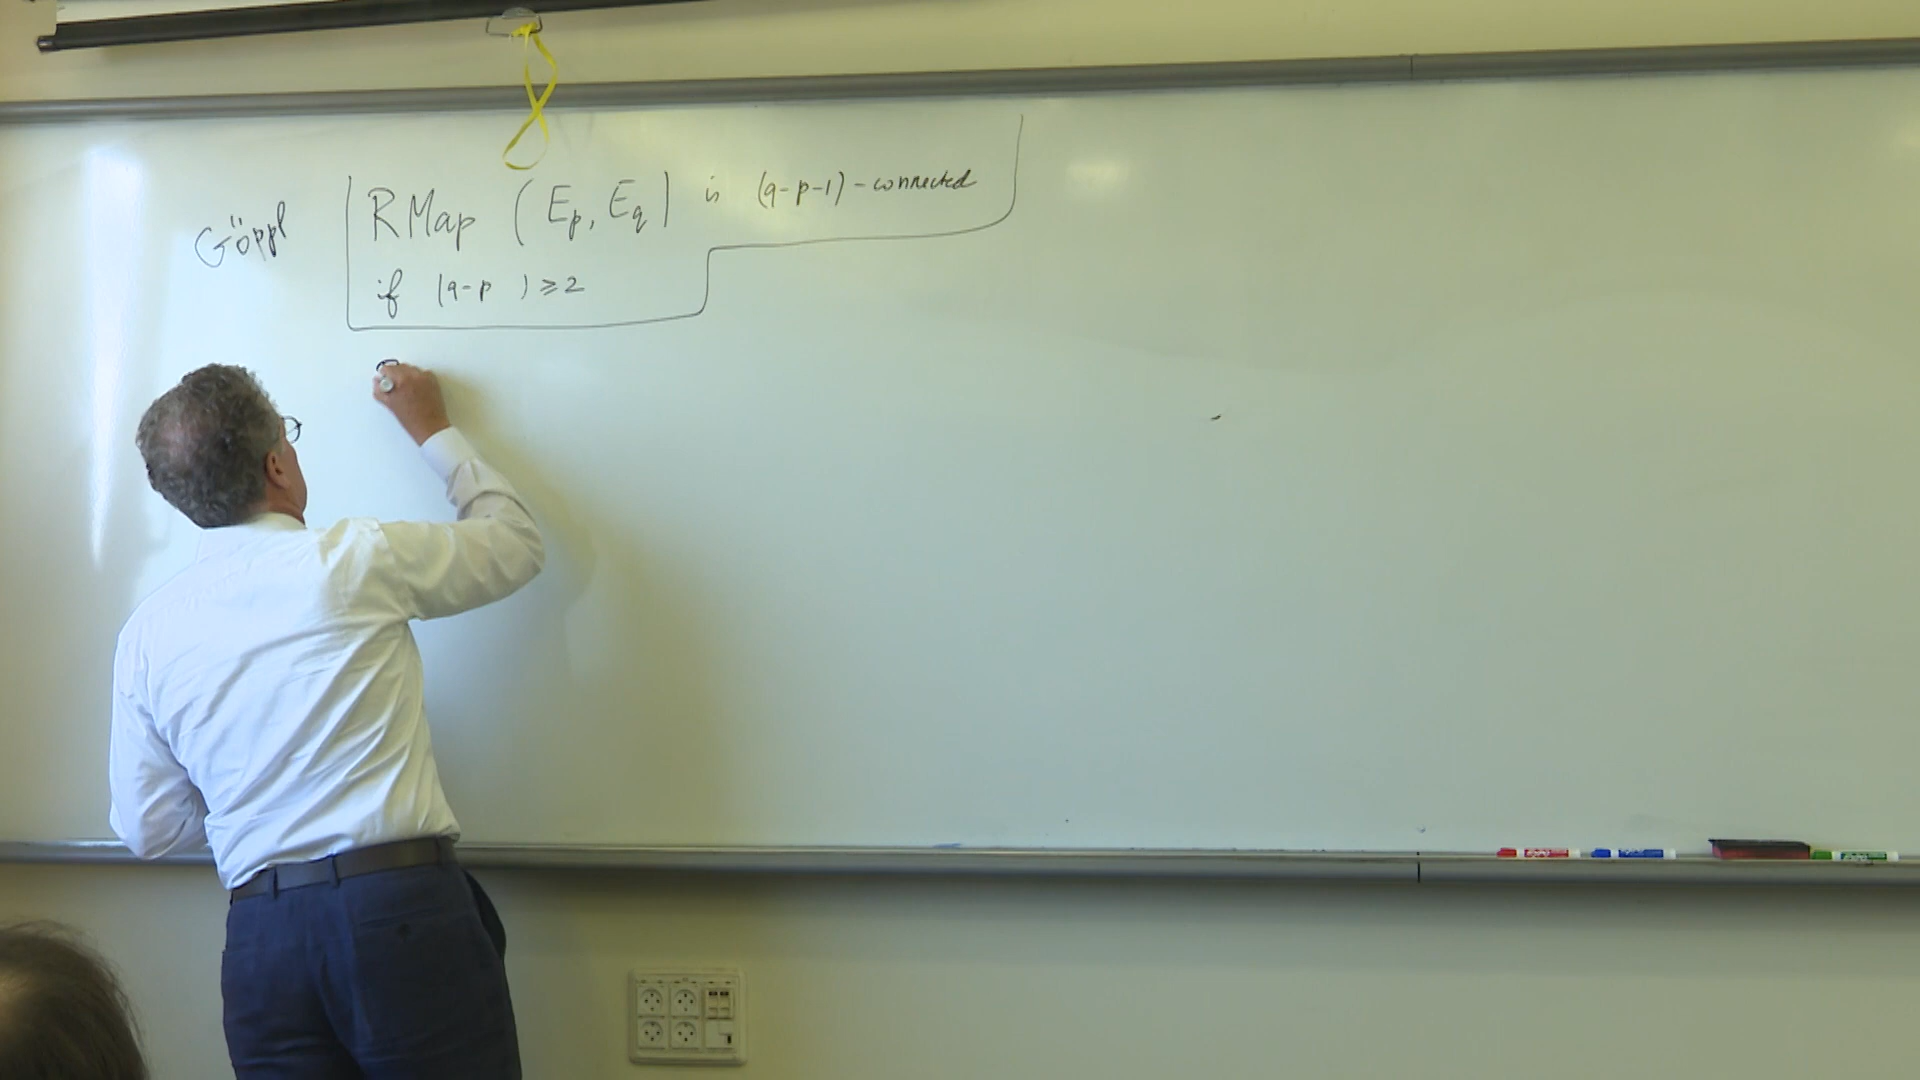 Göppl RMap (Ep, Eq) is (q-p-1)-connected
if (q-p) ≥ 2